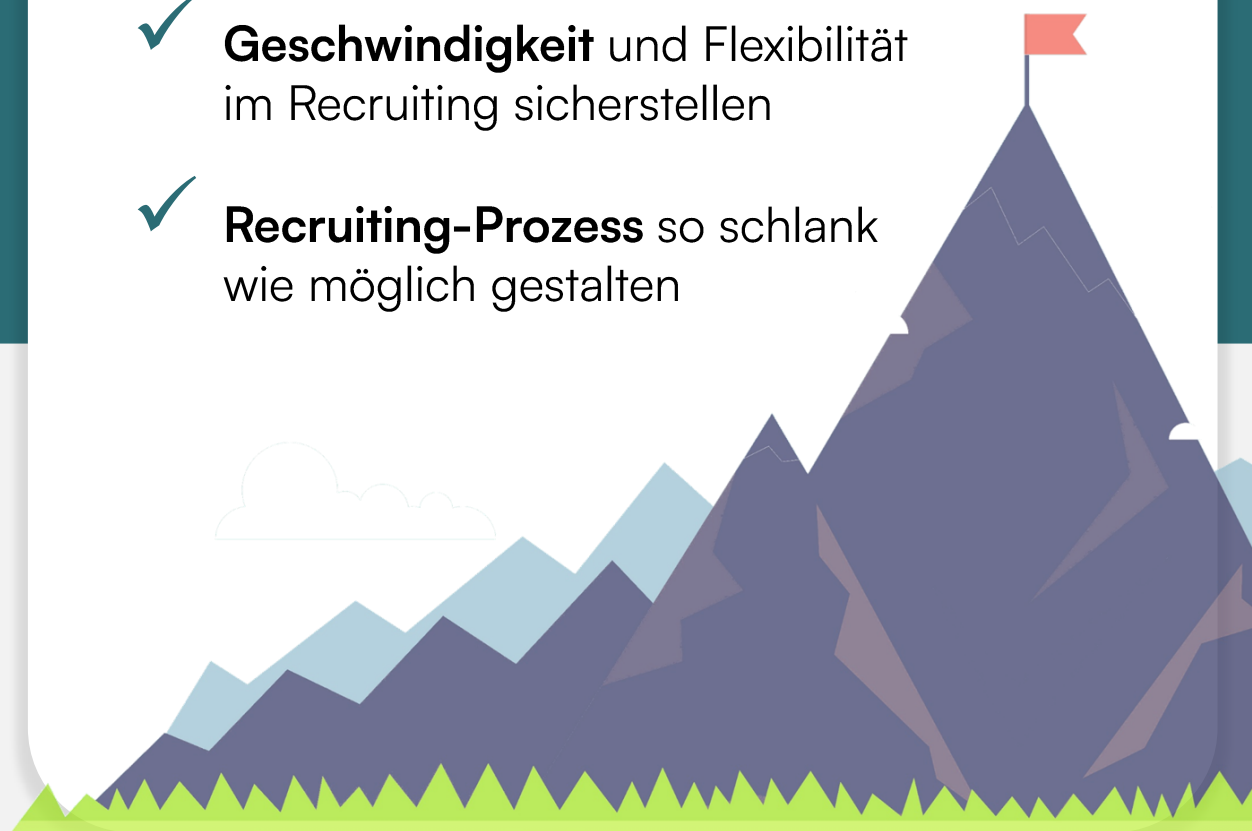 Geschwindigkeit und Flexibilität
im Recruiting sicherstellen
Recruiting-Prozess so schlank
wie möglich gestalten